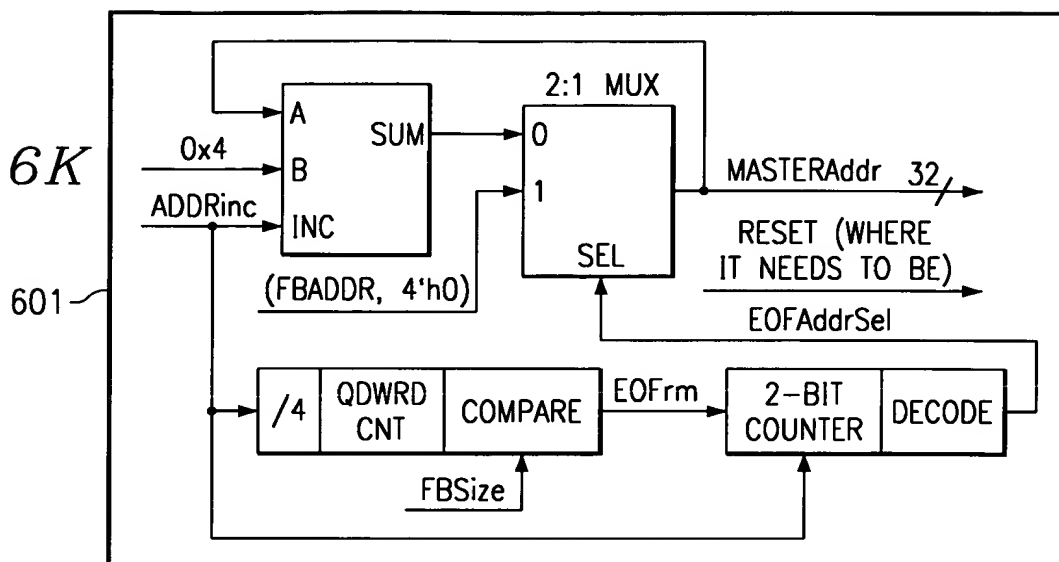 2:1 MUX
A
SUM
0
6K
0x4
B
1
MASTERAddr 32
ADDRinc
INC
RESET (WHERE
IT NEEDS TO BE)
SEL
(FBADDR, 4'h0)
601
EOFAddrSel
/4
QDWRD
CNT
COMPARE
EOFrm
2-BIT
COUNTER
DECODE
FBSize